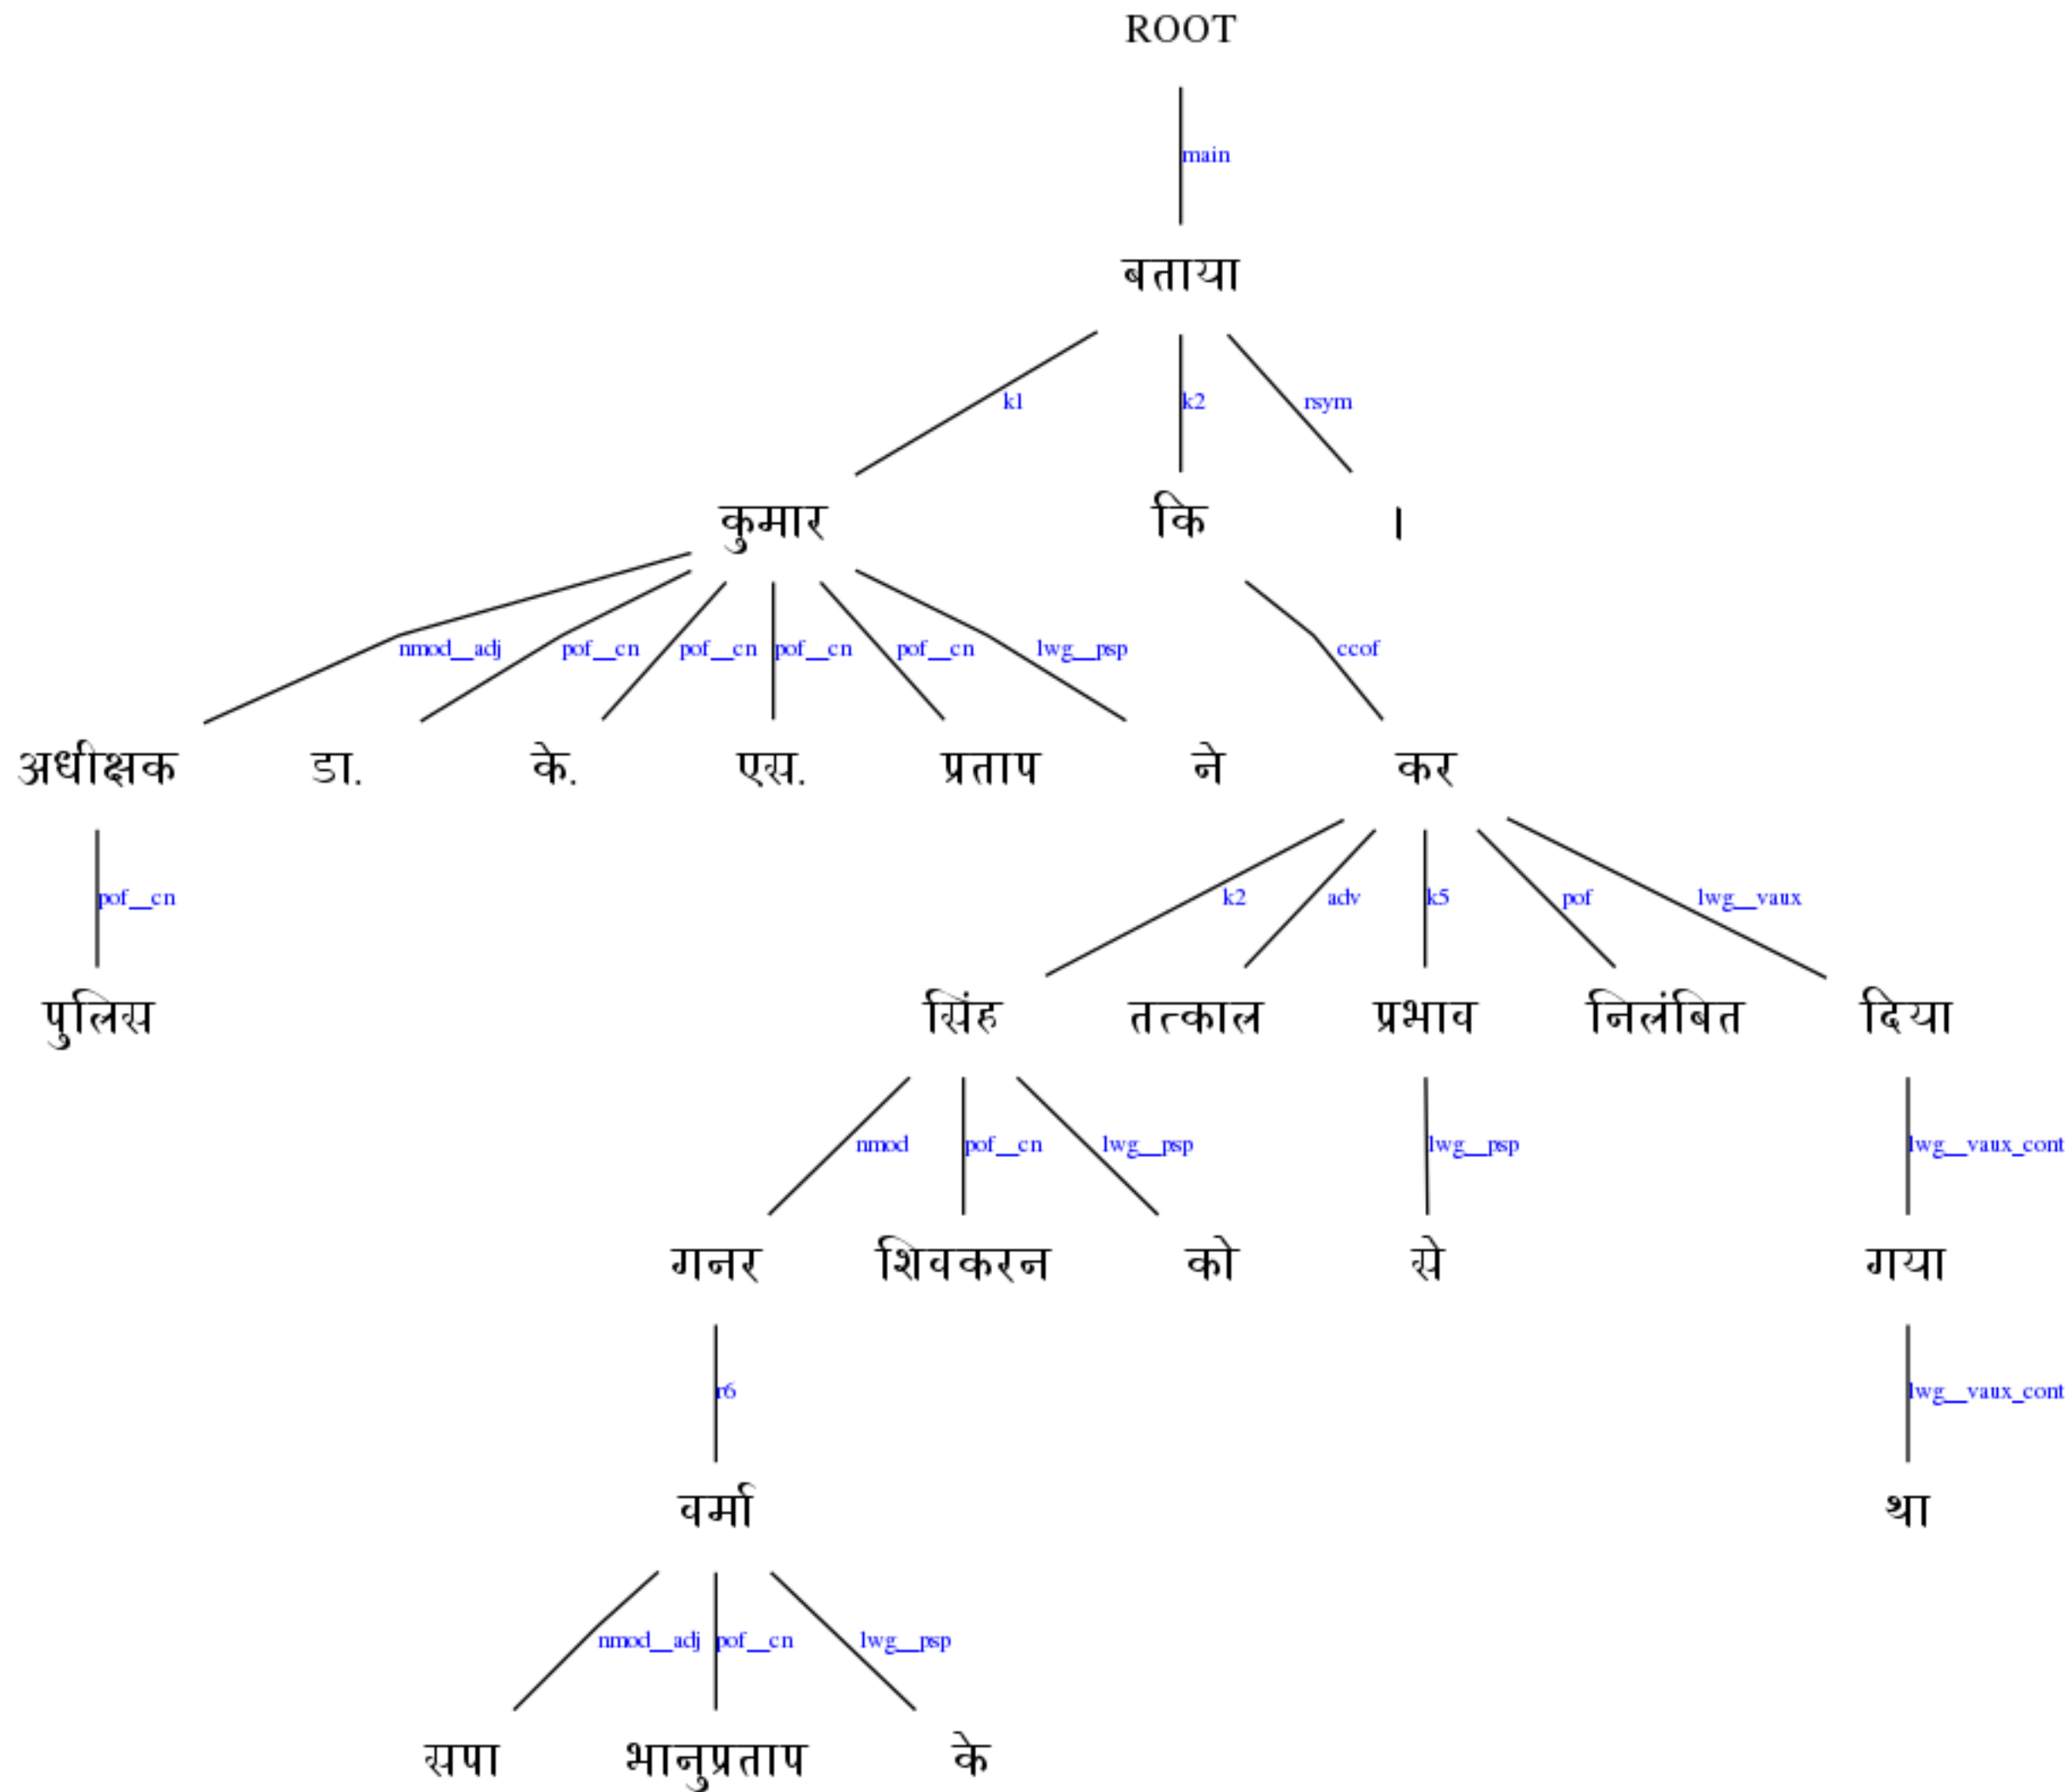 ROOT
main
बताया
k1 k2 rsym
कुमार कि ।
nmod__adj pof__cn pof__cn pof__cn pof__cn lwg__psp ccof
अधीक्षक डा. के. एस. प्रताप ने कर
pof__cn k2 adv k5 pof lwg__vaux
पुलिस सिंह तत्काल प्रभाव निलंबित दिया
nmod pof__cn lwg__psp lwg__psp lwg__vaux_cont
गनर शिवकरन को से गया
r6 lwg__vaux_cont
वर्मा था
nmod__adj pof__cn lwg__psp
सपा भानुप्रताप के